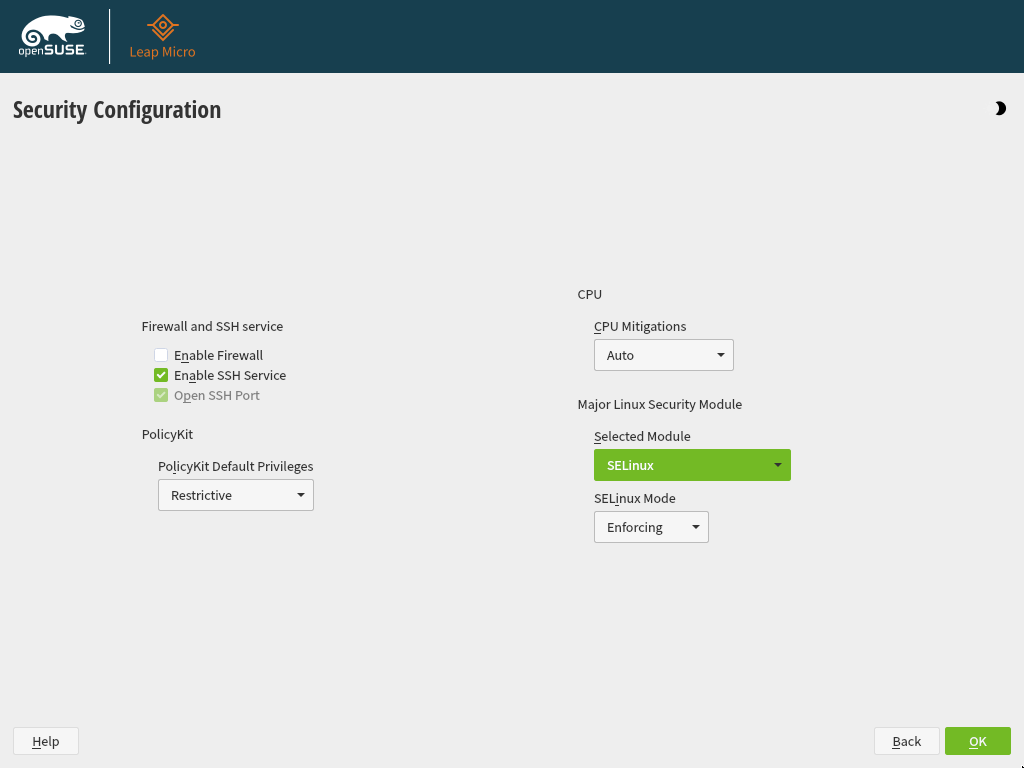 openSUSE
Leap Micro
Security Configuration
Firewall and SSH service
Enable Firewall
Enable SSH Service
Open SSH Port
PolicyKit
PolicyKit Default Privileges
Restrictive
CPU
CPU Mitigations
Auto
Major Linux Security Module
Selected Module
SELinux
SELinux Mode
Enforcing
Help
Back
OK